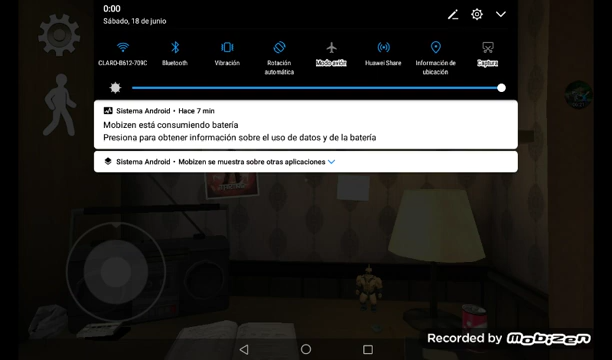 0:00
Sábado, 18 de junio
CLARO-B612-709C
Bluetooth
Vibración
Rotación
automática
Modo avión
Huawei Share
Información de
ubicación
Captura
Sistema Android • Hace 7 min
Mobizen está consumiendo batería
Presiona para obtener información sobre el uso de datos y de la batería
Sistema Android • Mobizen se muestra sobre otras aplicaciones
Recorded by Mobizen